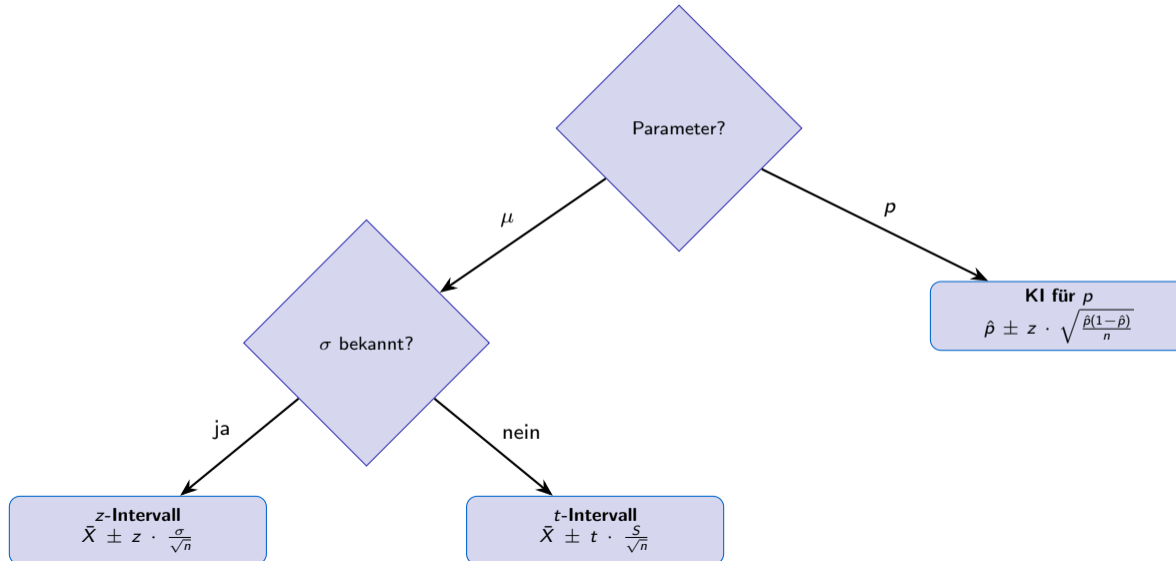 Parameter?
μ
p
KI für p
p̂ ± z · √(p̂(1−p̂)/n)
σ bekannt?
ja
nein
z-Intervall
X̄ ± z · σ/√n
t-Intervall
X̄ ± t · S/√n